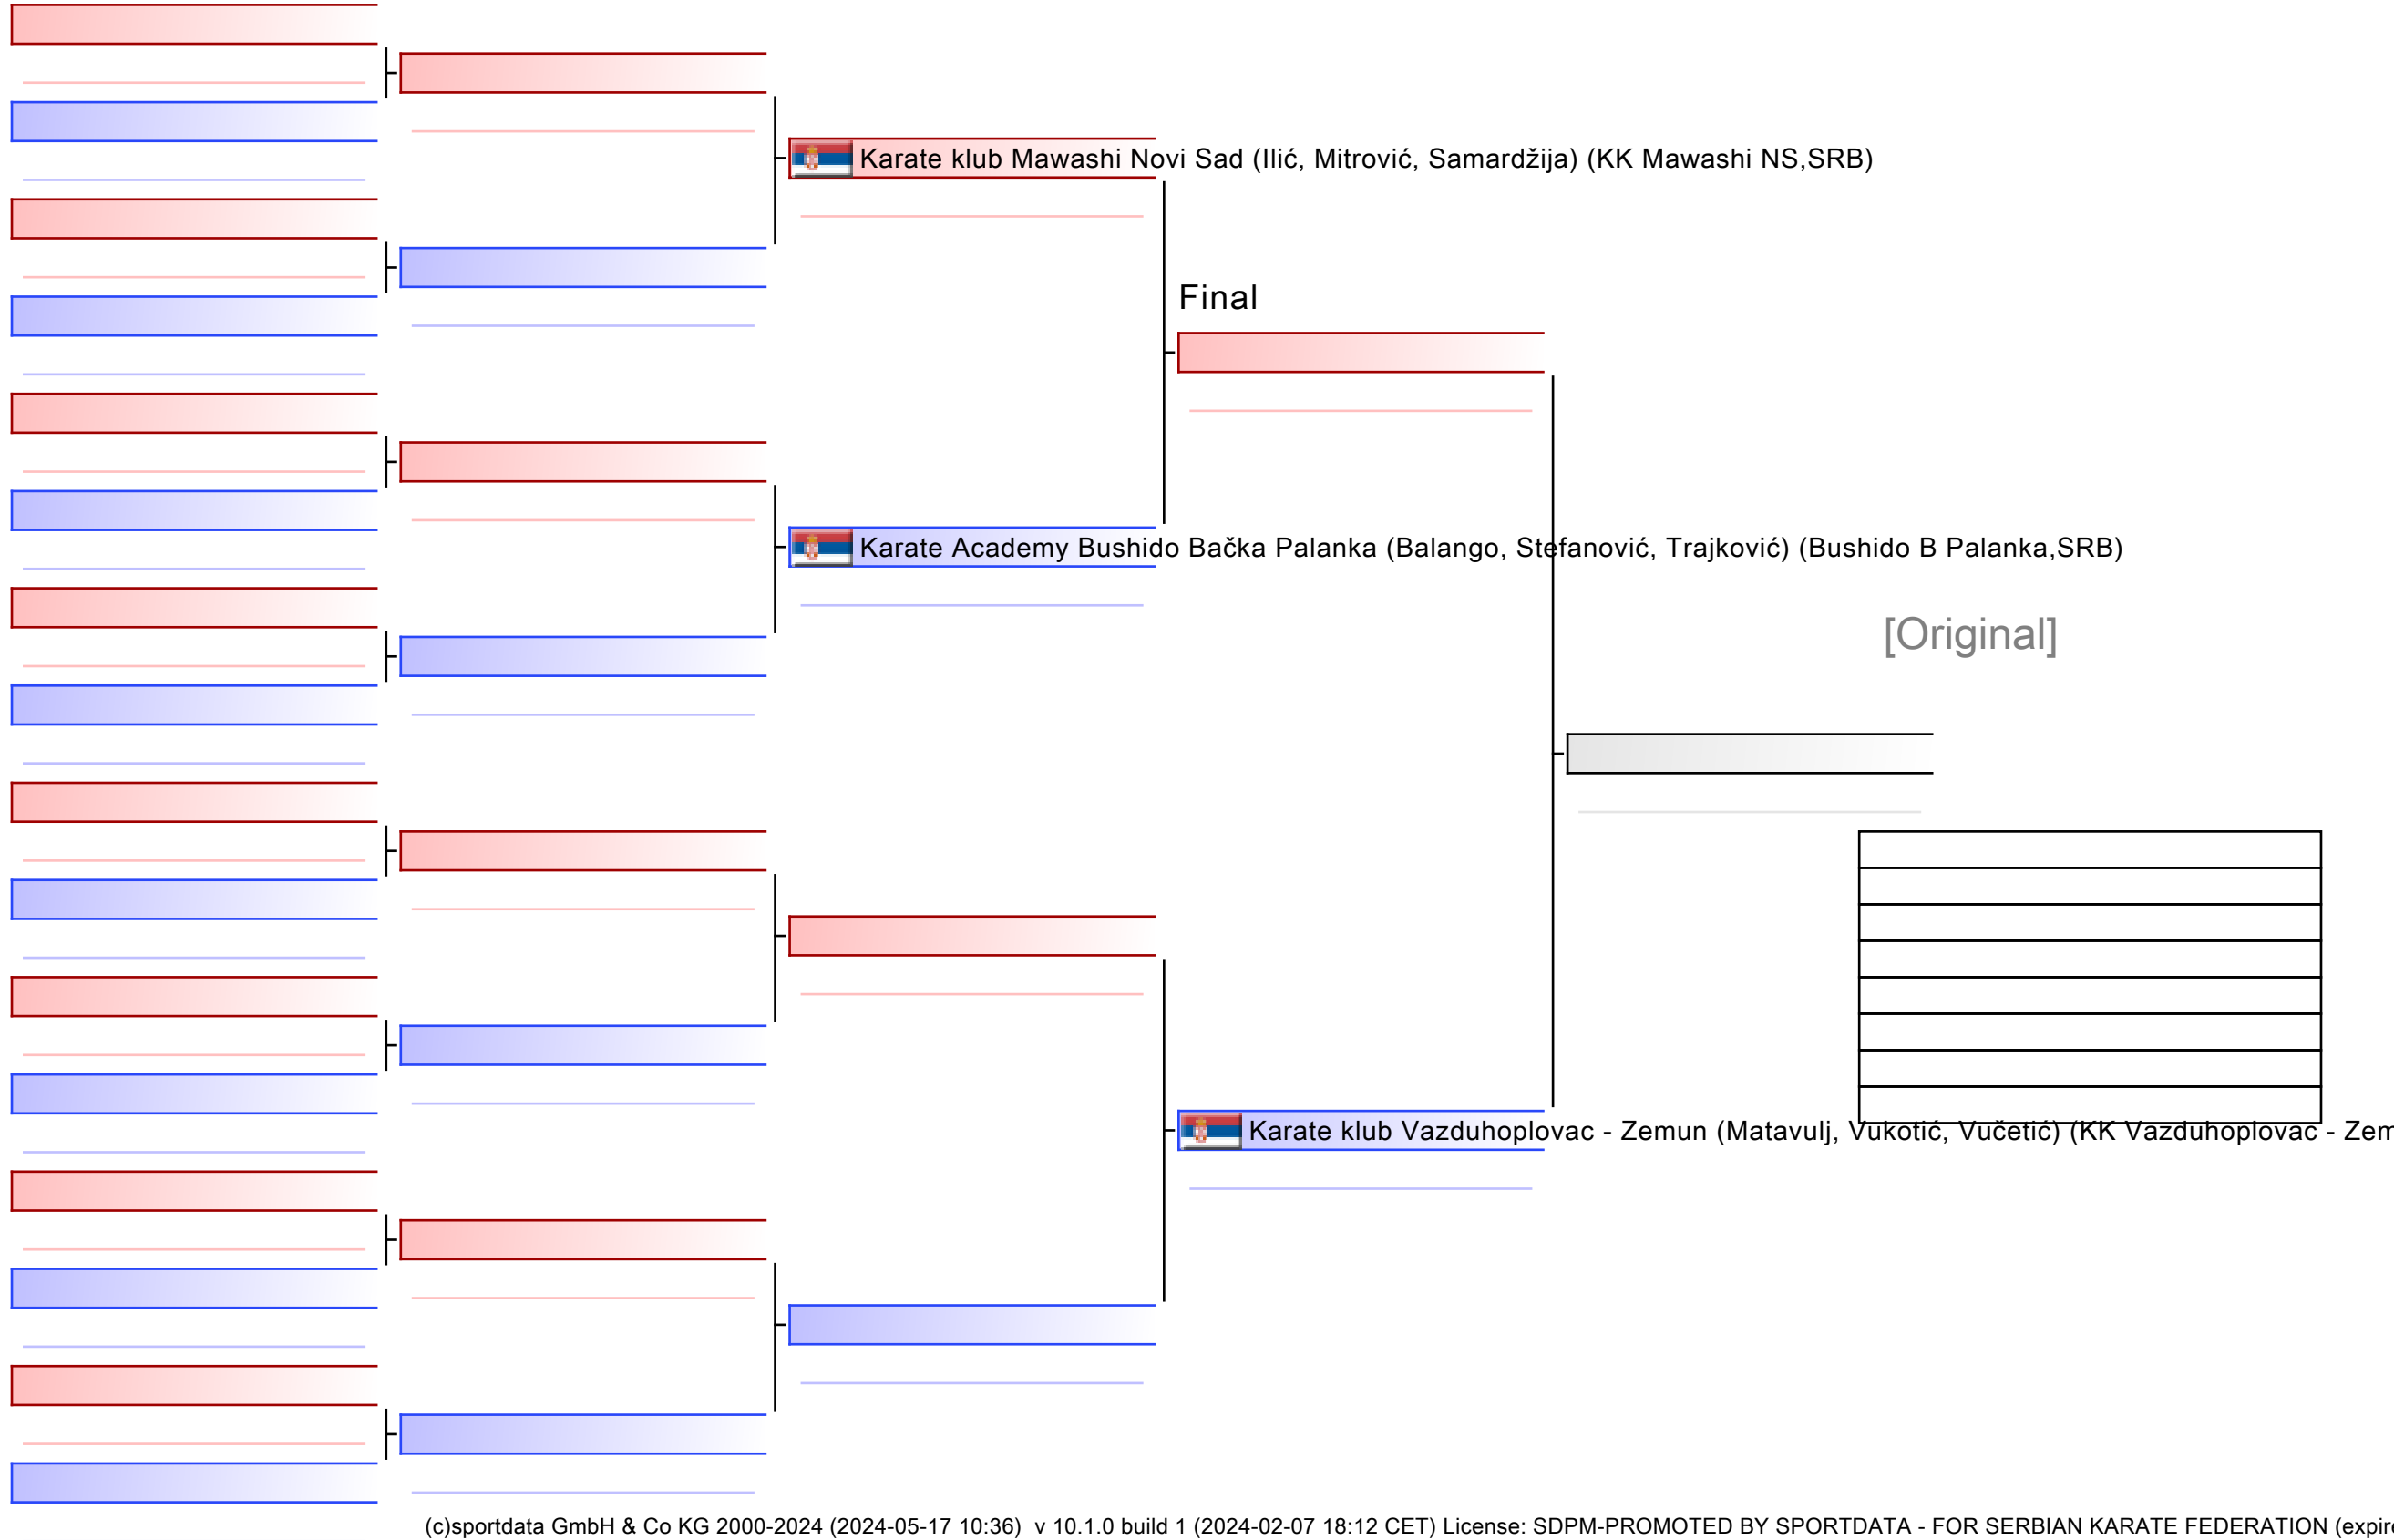 Karate klub Mawashi Novi Sad (Ilić, Mitrović, Samardžija) (KK Mawashi NS,SRB)
Final
Karate Academy Bushido Bačka Palanka (Balango, Stefanović, Trajković) (Bushido B Palanka,SRB)
[Original]
Karate klub Vazduhoplovac - Zemun (Matavulj, Vukotić, Vučetić) (KK Vazduhoplovac - Zem
(c)sportdata GmbH & Co KG 2000-2024 (2024-05-17 10:36) v 10.1.0 build 1 (2024-02-07 18:12 CET) License: SDPM-PROMOTED BY SPORTDATA - FOR SERBIAN KARATE FEDERATION (expire